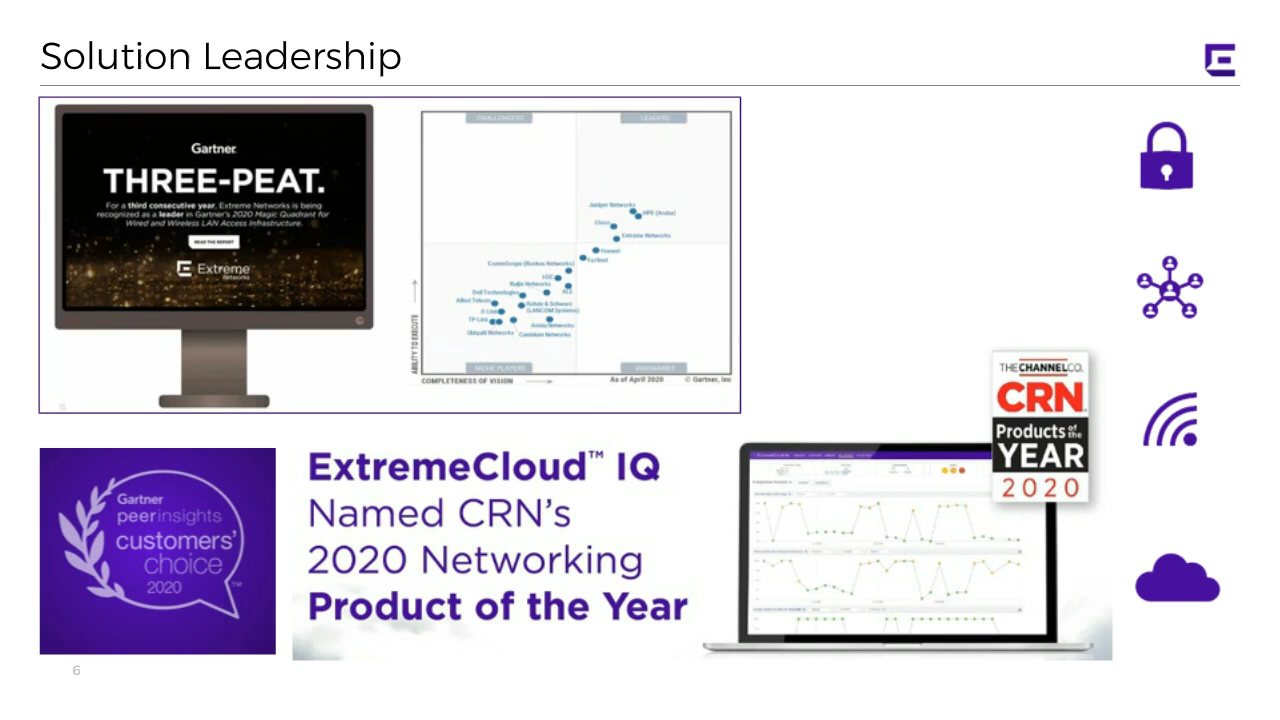 Solution Leadership
Gartner
THREE-PEAT.
For a third consecutive year, Extreme Networks is being
recognized as a leader in Gartner's 2020 Magic Quadrant for
Wired and Wireless LAN Access Infrastructure.
READ THE REPORT
Extreme
networks
CHALLENGERS
LEADERS
Juniper Networks
HPE (Aruba)
Cisco
Extreme Networks
Huawei
Fortinet
CommScope (Ruckus Networks)
H3C
Ruijie Networks
ALE
Dell Technologies
Allied Telesis
Rohde & Schwarz
(LANCOM Systems)
D-Link
TP-Link
Arista Networks
Ubiquiti Networks
Cambium Networks
NICHE PLAYERS
VISIONARIES
ABILITY TO EXECUTE
COMPLETENESS OF VISION
As of April 2020
© Gartner, Inc
15
Gartner
peerinsights
customers'
choice
2020
TM
ExtremeCloud™ IQ
Named CRN's
2020 Networking
Product of the Year
THE CHANNELCO.
CRN
Products of the
YEAR
2020
6